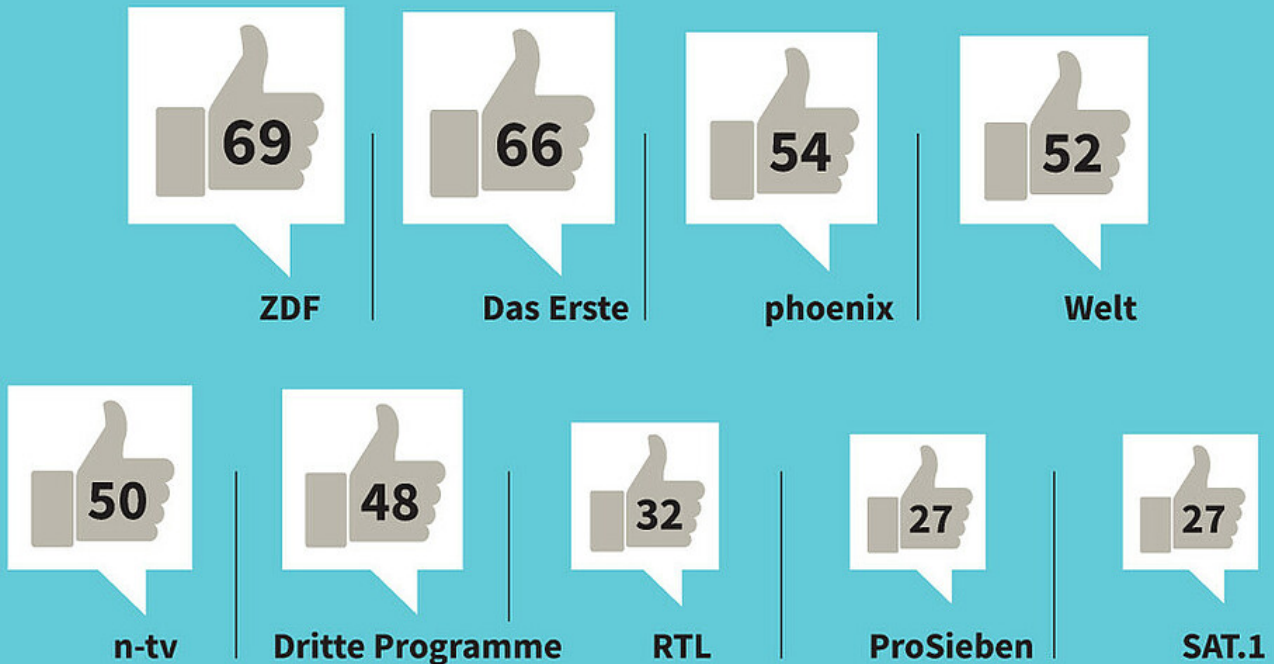 69
66
54
52
ZDF
Das Erste
phoenix
Welt
50
48
32
27
27
n-tv
Dritte Programme
RTL
ProSieben
SAT.1